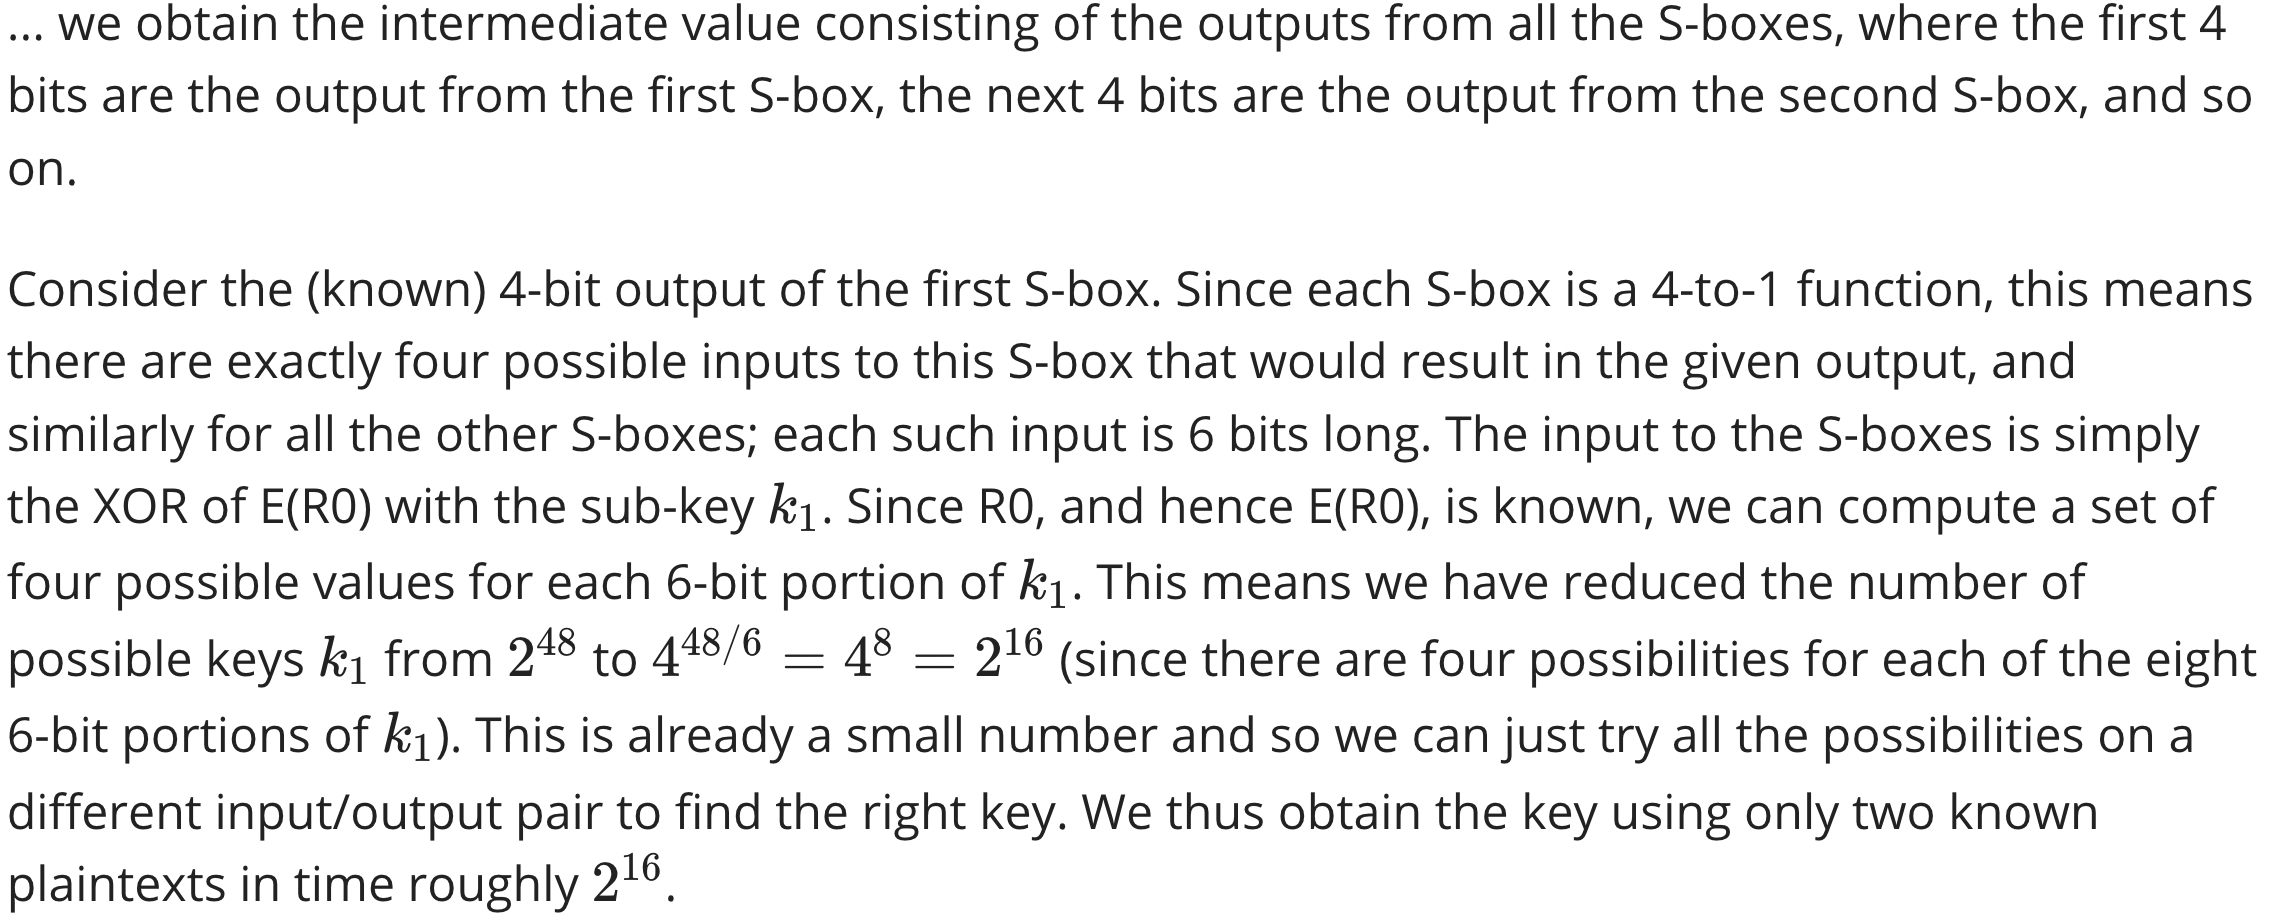 ... we obtain the intermediate value consisting of the outputs from all the S-boxes, where the first 4
bits are the output from the first S-box, the next 4 bits are the output from the second S-box, and so
on.
Consider the (known) 4-bit output of the first S-box. Since each S-box is a 4-to-1 function, this means
there are exactly four possible inputs to this S-box that would result in the given output, and
similarly for all the other S-boxes; each such input is 6 bits long. The input to the S-boxes is simply
the XOR of E(R0) with the sub-key $k_1$. Since R0, and hence E(R0), is known, we can compute a set of
four possible values for each 6-bit portion of $k_1$. This means we have reduced the number of
possible keys $k_1$ from $2^{48}$ to $4^{48/6} = 4^8 = 2^{16}$ (since there are four possibilities for each of the eight
6-bit portions of $k_1$). This is already a small number and so we can just try all the possibilities on a
different input/output pair to find the right key. We thus obtain the key using only two known
plaintexts in time roughly $2^{16}$.